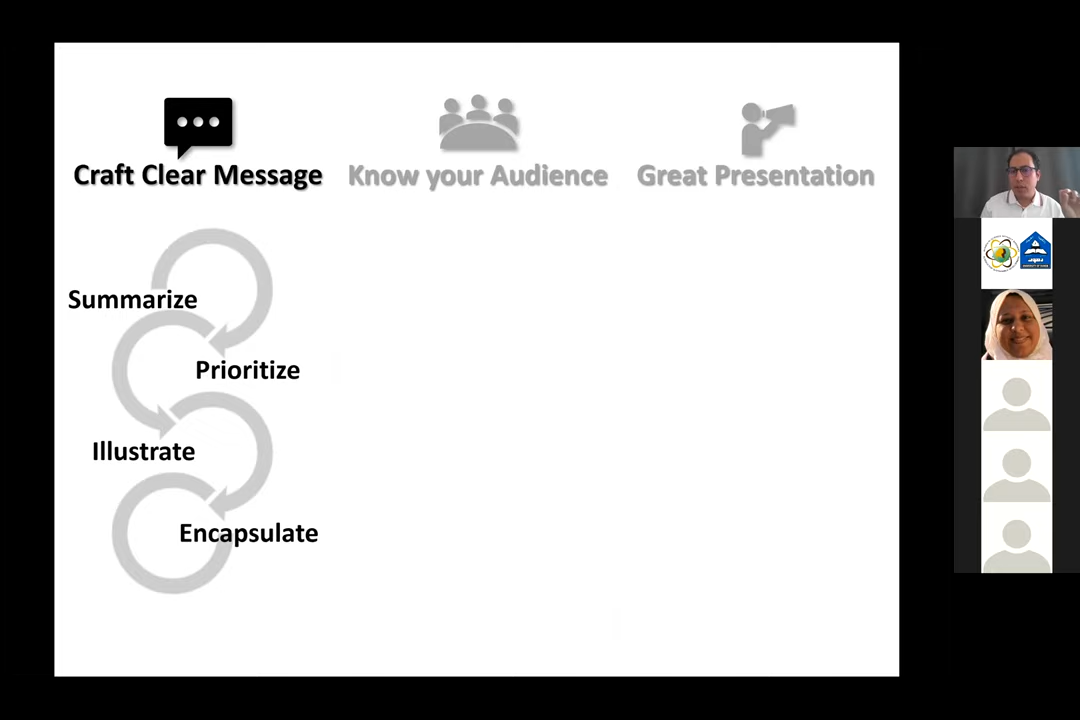 Craft Clear Message
Know your Audience
Great Presentation
Summarize
Prioritize
Illustrate
Encapsulate